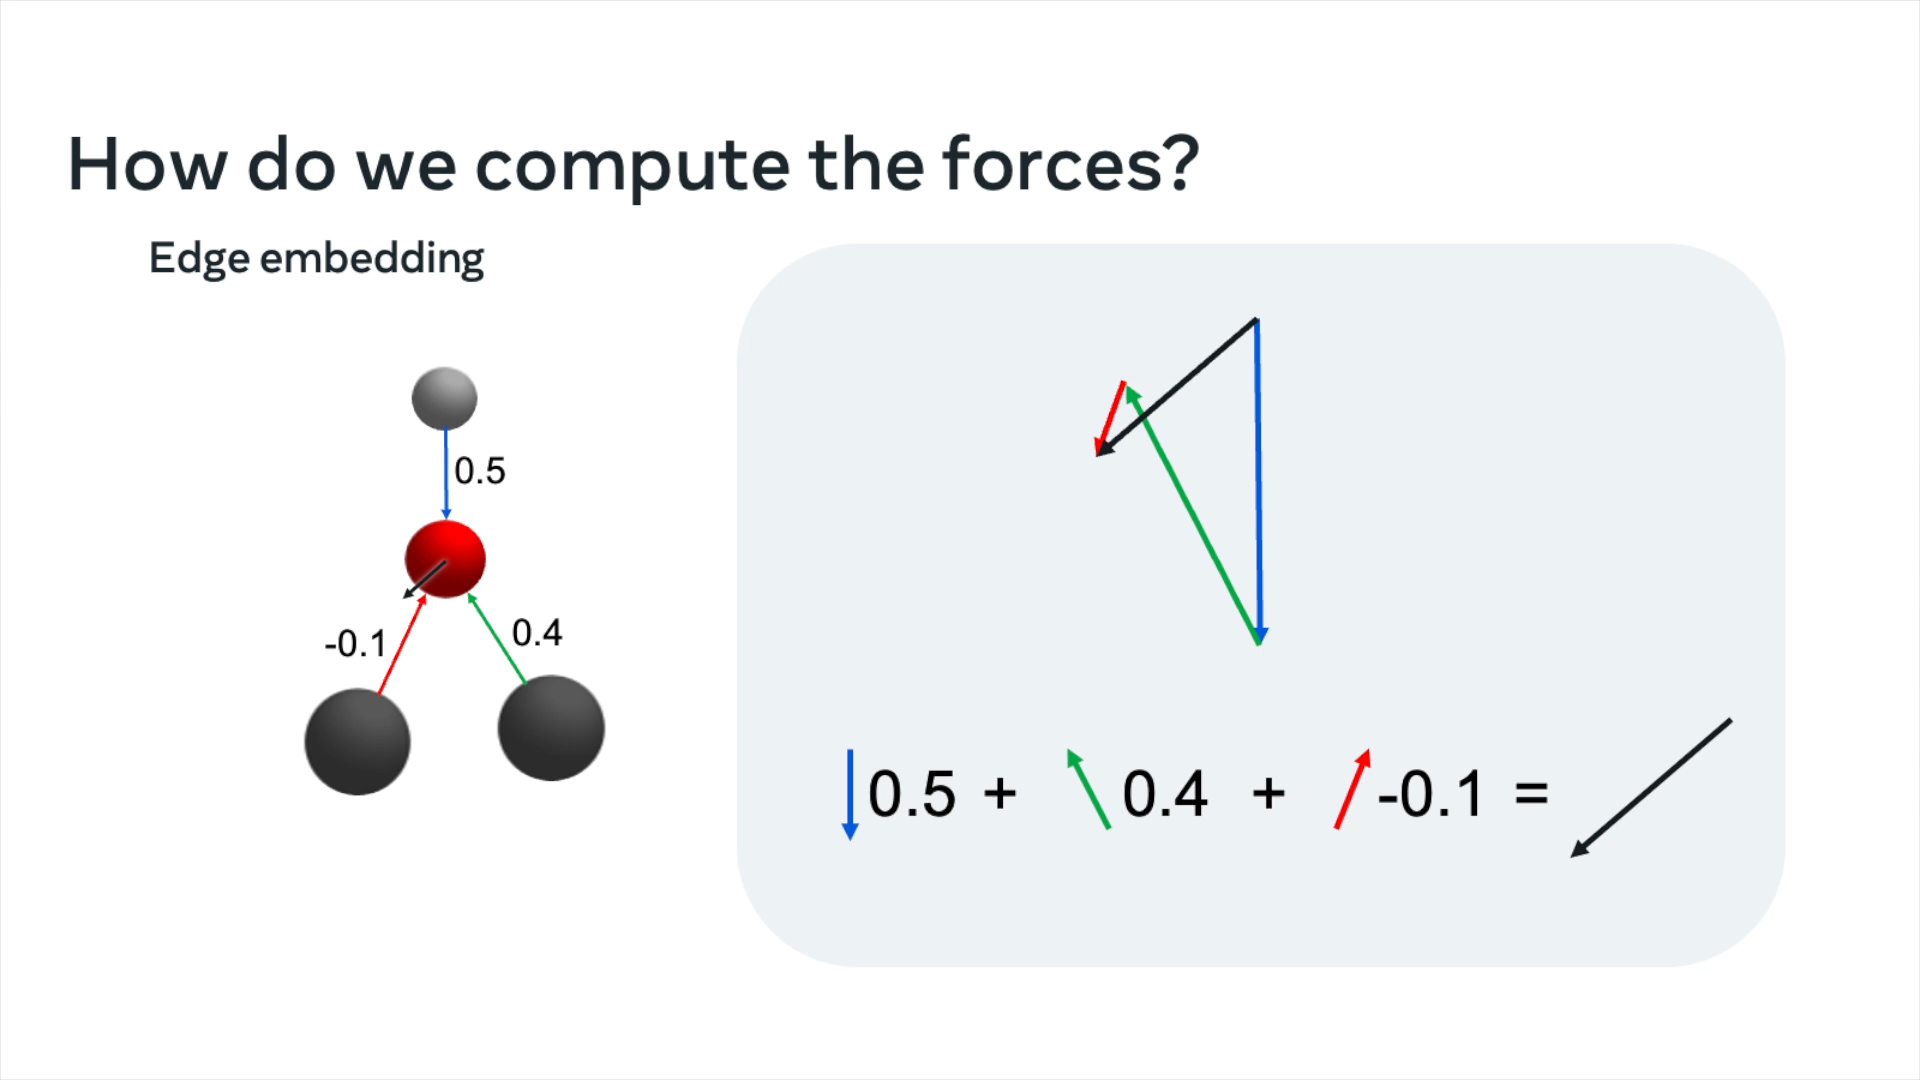 How do we compute the forces?
Edge embedding
0.5
-0.1
0.4
0.5 + 0.4 + -0.1 =